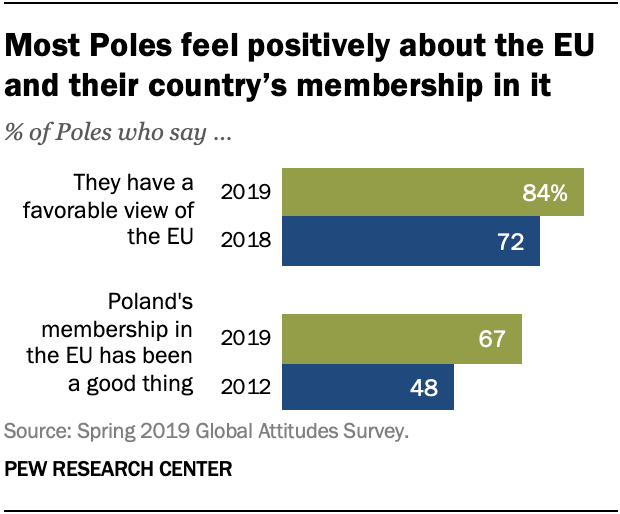 Most Poles feel positively about the EU
and their country’s membership in it
% of Poles who say ...
They have a
favorable view of
the EU
2019
84%
2018
72
Poland's
membership in
the EU has been
a good thing
2019
67
2012
48
Source: Spring 2019 Global Attitudes Survey.
PEW RESEARCH CENTER